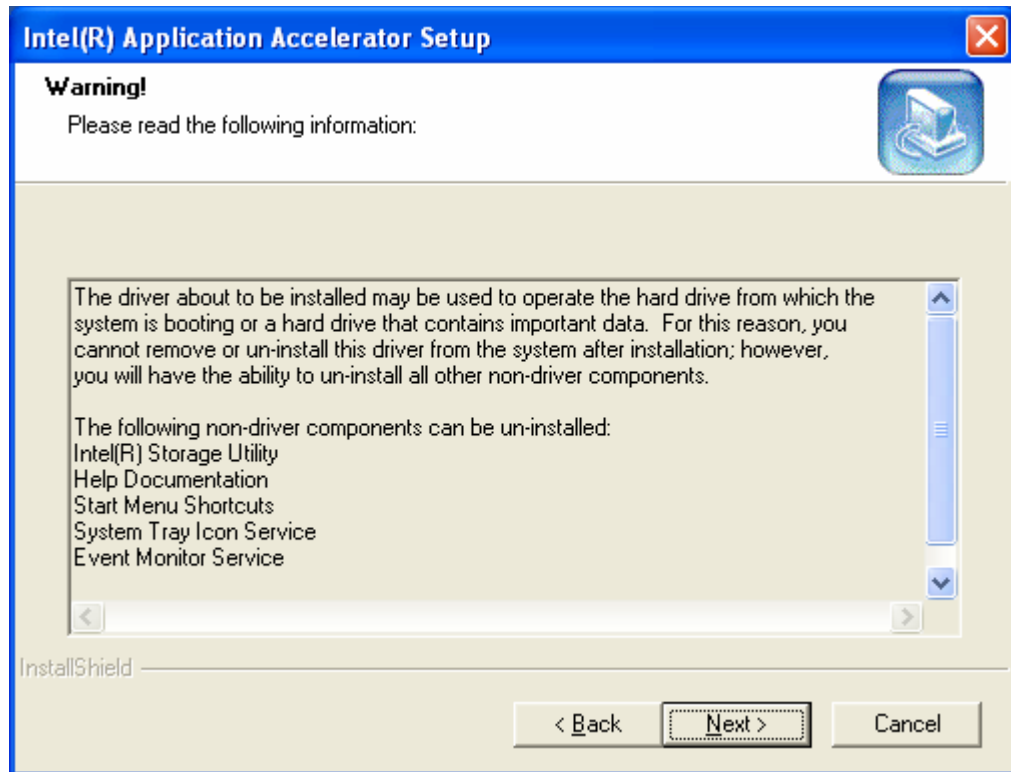 Intel(R) Application Accelerator Setup
Warning!
Please read the following information:
The driver about to be installed may be used to operate the hard drive from which the
system is booting or a hard drive that contains important data.  For this reason, you
cannot remove or un-install this driver from the system after installation; however,
you will have the ability to un-install all other non-driver components.
The following non-driver components can be un-installed:
Intel(R) Storage Utility
Help Documentation
Start Menu Shortcuts
System Tray Icon Service
Event Monitor Service
InstallShield
< Back
Next >
Cancel